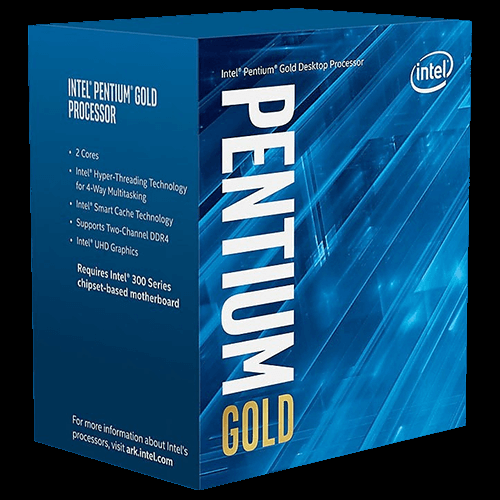 INTEL® PENTIUM® GOLD
PROCESSOR
• 2 Cores
• Intel® Hyper-Threading Technology
for 4-Way Multitasking
• Intel® Smart Cache Technology
• Supports Two-Channel DDR4
• Intel® UHD Graphics
Requires Intel® 300 Series
chipset-based motherboard
For more information about Intel's
processors, visit ark.intel.com
Intel® Pentium® Gold Desktop Processor
intel®
PENTIUM
GOLD